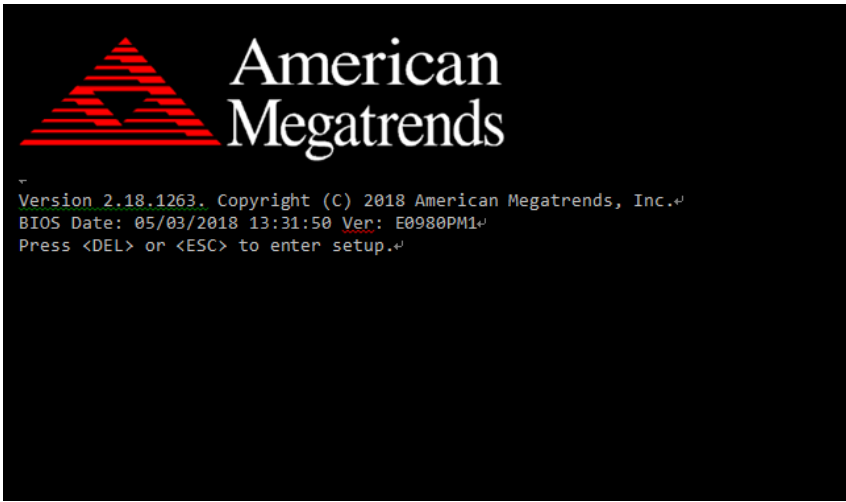 American
Megatrends
Version 2.18.1263. Copyright (C) 2018 American Megatrends, Inc.
BIOS Date: 05/03/2018 13:31:50 Ver: E0980PM1
Press <DEL> or <ESC> to enter setup.